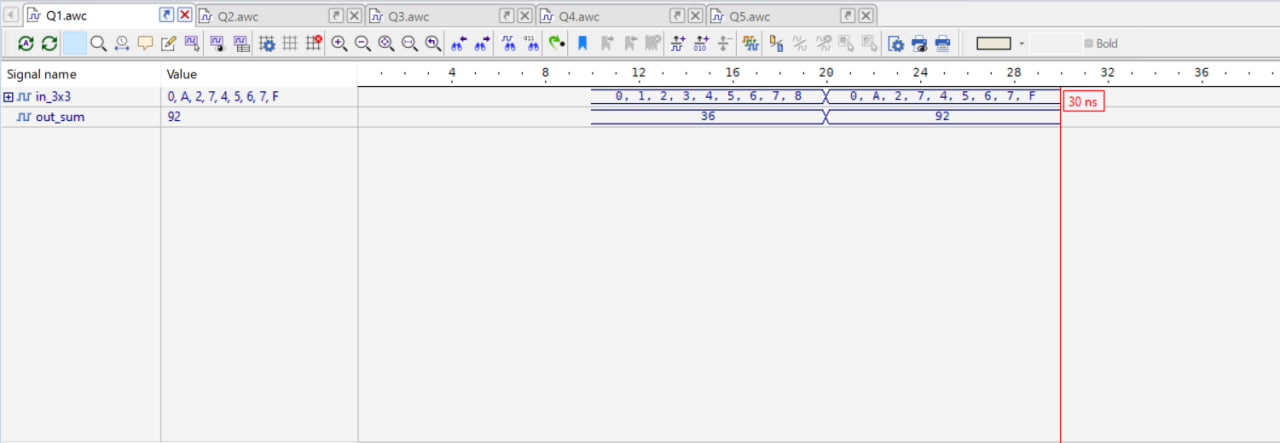 Q1.awc Q2.awc Q3.awc Q4.awc Q5.awc
Bold
Signal name Value 4 8 12 16 20 24 28 32 36
in_3x3 0, A, 2, 7, 4, 5, 6, 7, F 0, 1, 2, 3, 4, 5, 6, 7, 8 0, A, 2, 7, 4, 5, 6, 7, F 30 ns
out_sum 92 36 92